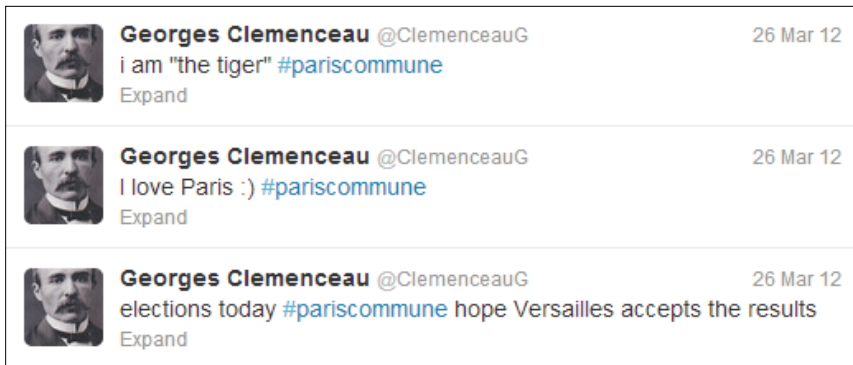 Georges Clemenceau @ClemenceauG 26 Mar 12
i am "the tiger" #pariscommune
Expand
Georges Clemenceau @ClemenceauG 26 Mar 12
I love Paris :) #pariscommune
Expand
Georges Clemenceau @ClemenceauG 26 Mar 12
elections today #pariscommune hope Versailles accepts the results
Expand